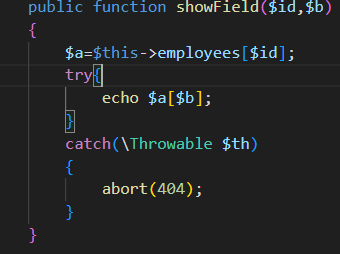 public function showField($id,$b)
{
$a=$this->employees[$id];
try{
echo $a[$b];
}
catch(\Throwable $th)
{
abort(404);
}
}